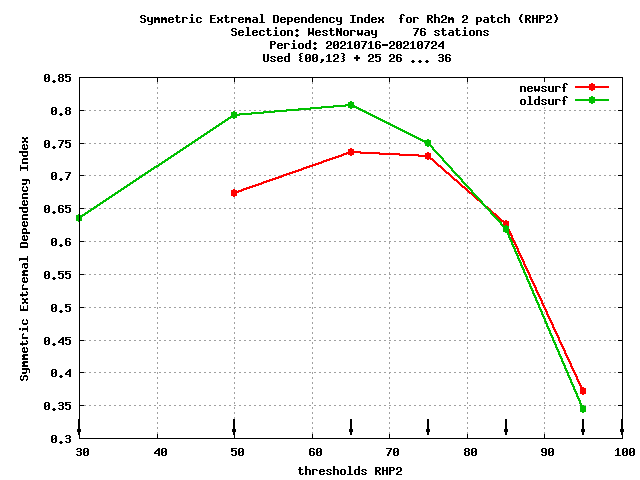 Symmetric Extremal Dependency Index  for Rh2m 2 patch (RHP2)
Selection: WestNorway     76 stations
Period: 20210716-20210724
Used {00,12} + 25 26 ... 36
newsurf
oldsurf
Symmetric Extremal Dependency Index
0.85
0.8
0.75
0.7
0.65
0.6
0.55
0.5
0.45
0.4
0.35
0.3
30 40 50 60 70 80 90 100
thresholds RHP2